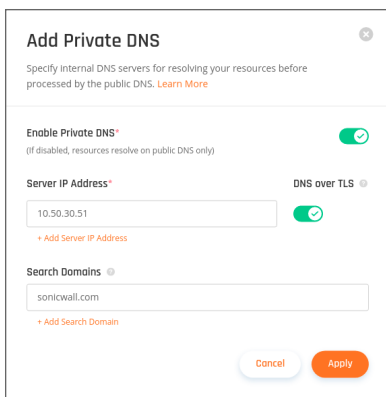 Add Private DNS
Specify internal DNS servers for resolving your resources before
processed by the public DNS. Learn More
Enable Private DNS*
(If disabled, resources resolve on public DNS only)
Server IP Address* DNS over TLS ?
10.50.30.51
+ Add Server IP Address
Search Domains ?
sonicwall.com
+ Add Search Domain
Cancel Apply